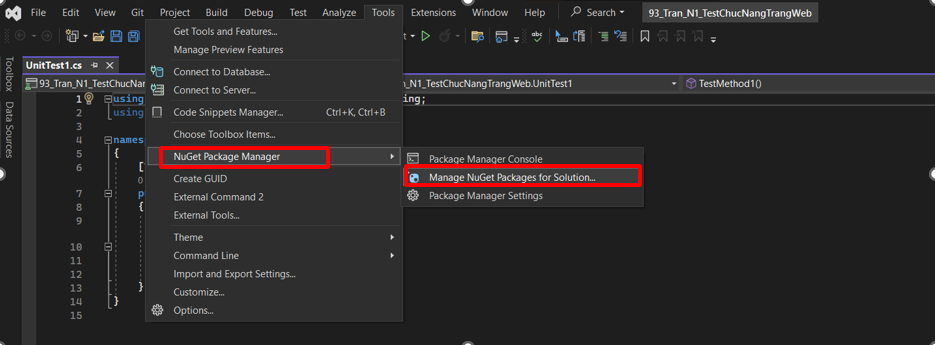 File Edit View Git Project Build Debug Test Analyze Tools Extensions Window Help Search 93_Tran_N1_TestChucNangTrangWeb
Get Tools and Features...
Manage Preview Features
Connect to Database...
Connect to Server...
Code Snippets Manager... Ctrl+K, Ctrl+B
Choose Toolbox Items...
NuGet Package Manager
Create GUID
External Command 2
External Tools...
Theme
Command Line
Import and Export Settings...
Customize...
Options...
Package Manager Console
Manage NuGet Packages for Solution...
Package Manager Settings
Toolbox
Data Sources
UnitTest1.cs
93_Tran_N1_TestChucNan
_N1_TestChucNangTrangWeb.UnitTest1
TestMethod1()
1 using ing;
2 using
3
4 names
5 {
6 [
7 p
8 {
9
10
11
12
13 }
14 }
15